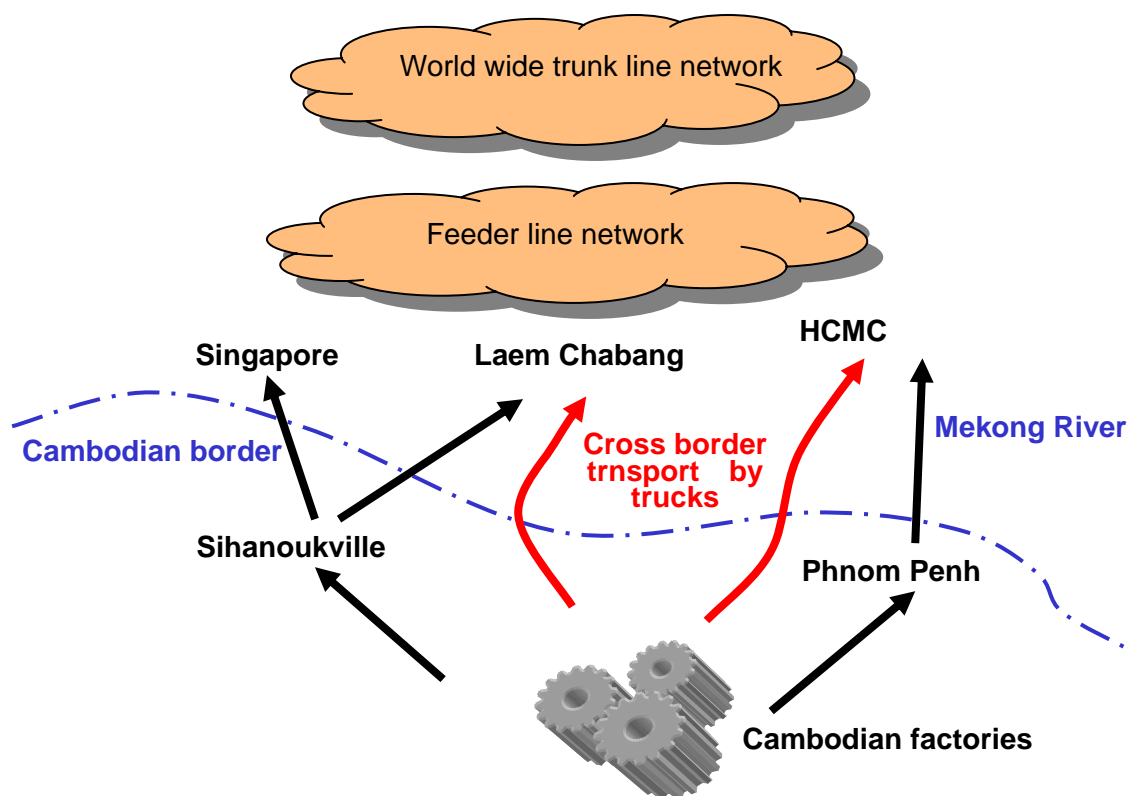 World wide trunk line network
Feeder line network
HCMC
Singapore
Laem Chabang
Cambodian border
Cross border
trnsport by
trucks
Mekong River
Sihanoukville
Phnom Penh
Cambodian factories